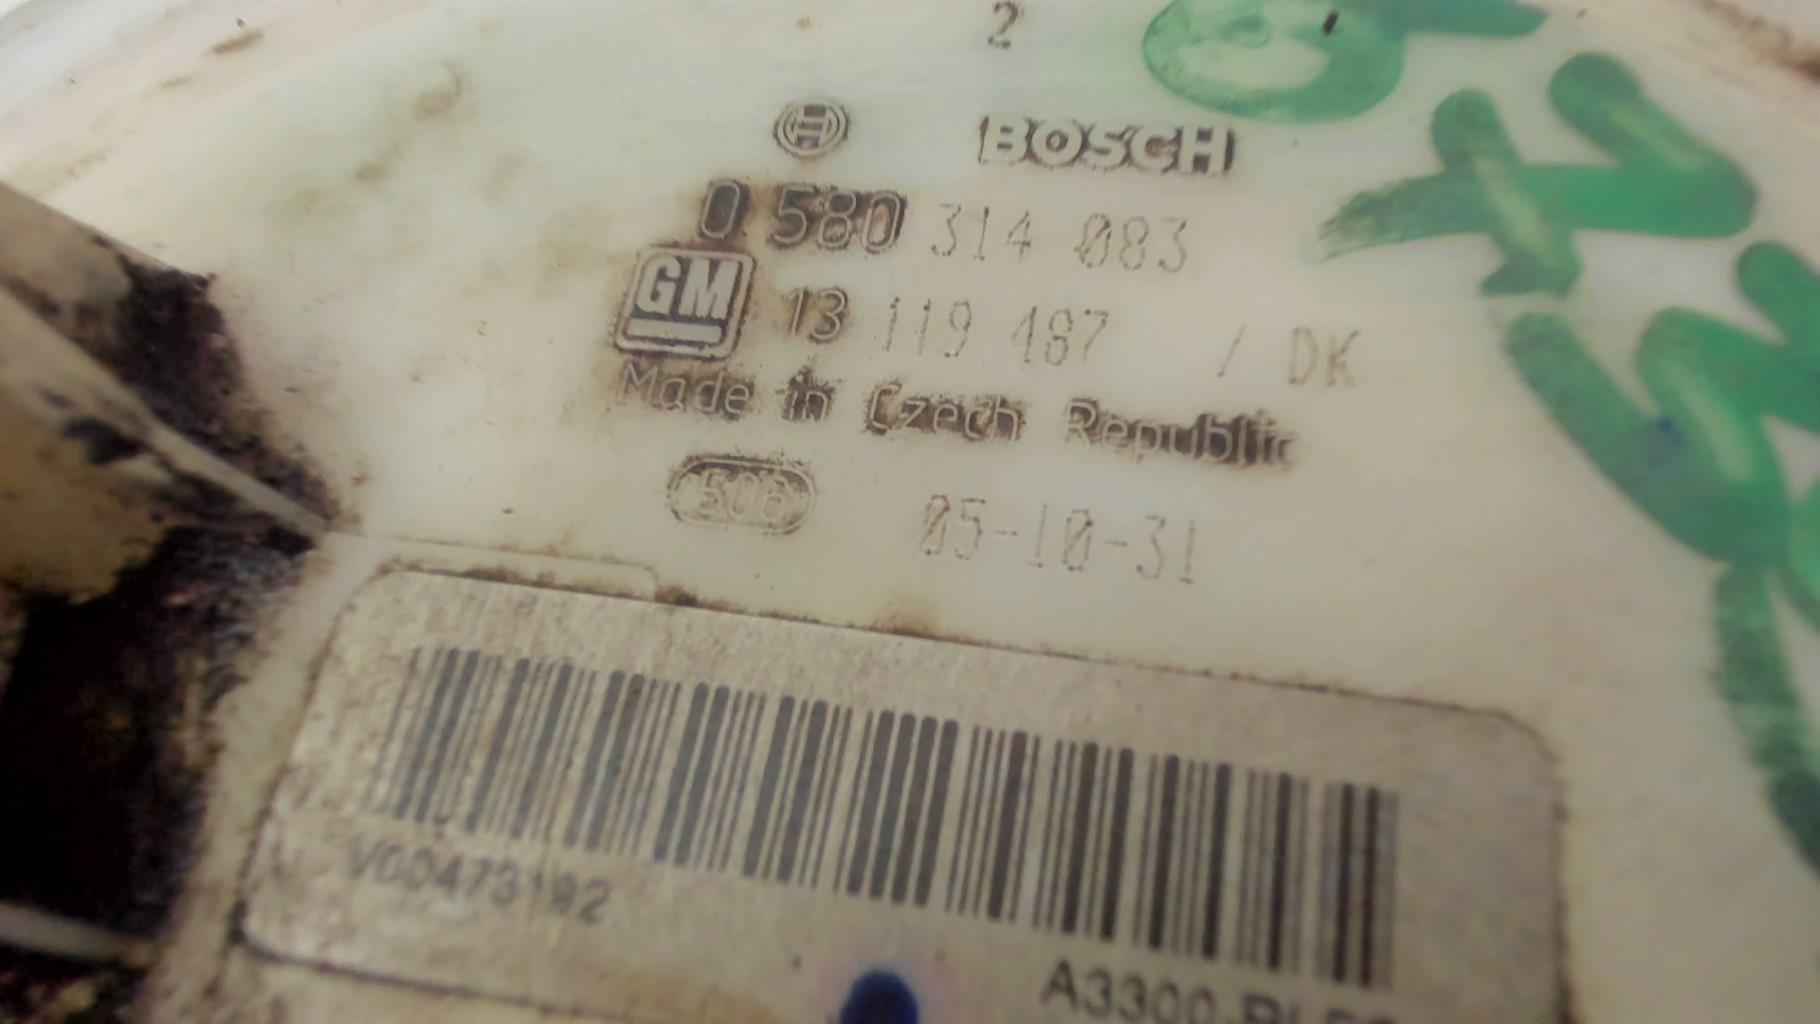 2
BOSCH
0 580 314 083
GM 13 119 487 / DK
Made in Czech Republic
506 05-10-31
V00473192
A3300